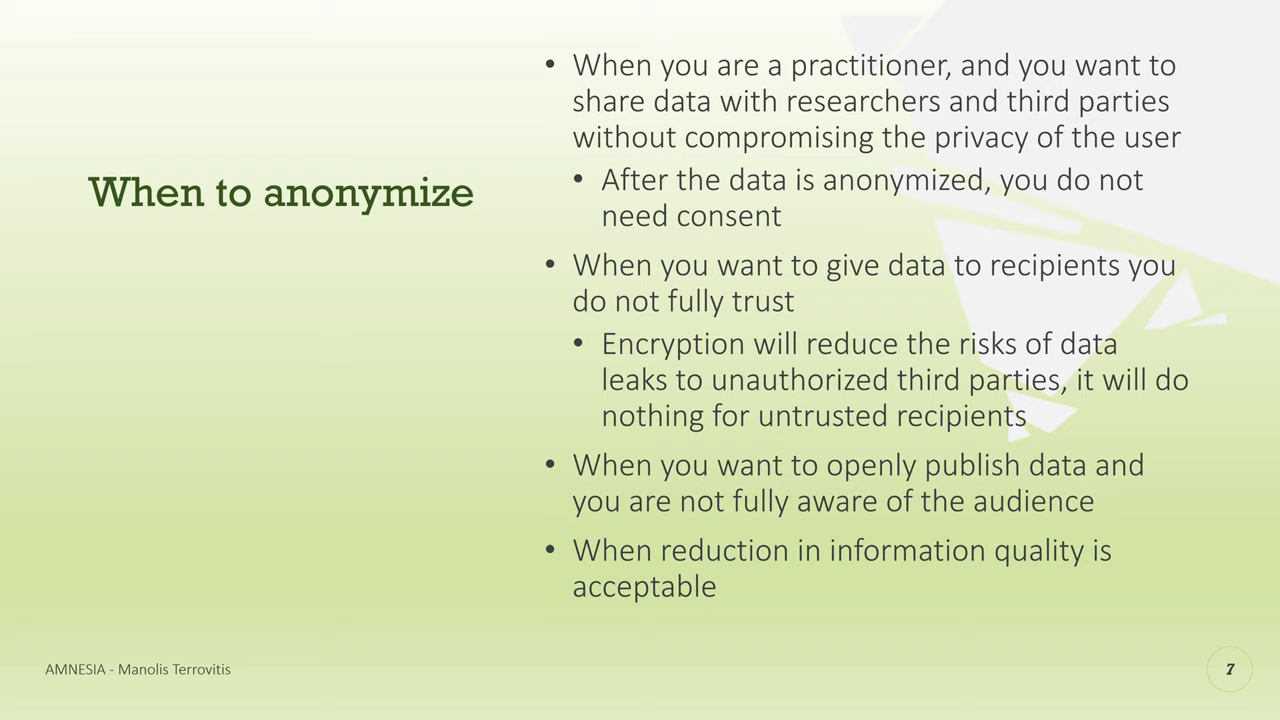 When to anonymize
• When you are a practitioner, and you want to
share data with researchers and third parties
without compromising the privacy of the user
• After the data is anonymized, you do not
need consent
• When you want to give data to recipients you
do not fully trust
• Encryption will reduce the risks of data
leaks to unauthorized third parties, it will do
nothing for untrusted recipients
• When you want to openly publish data and
you are not fully aware of the audience
• When reduction in information quality is
acceptable
AMNESIA - Manolis Terrovitis
7